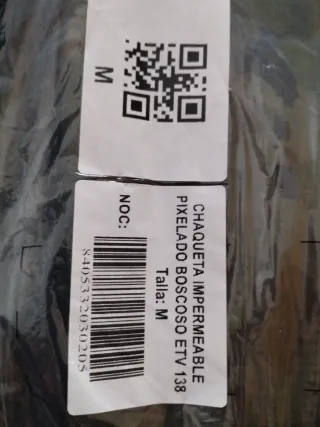 M
CHAQUETA IMPERMEABLE
PIXELADO BOSCOSO ETV 138
Talla: M
NOC:
8405332030205